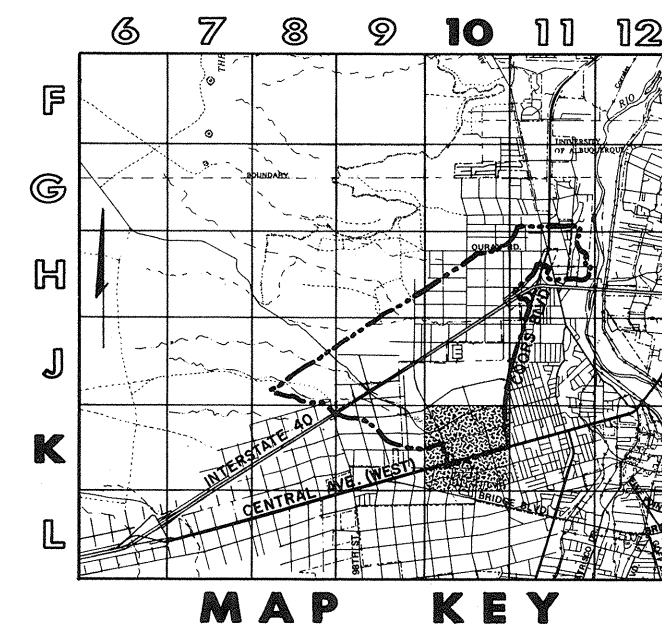 6 7 8 9 10 11 12
F
G
H
J
K
L
RIO
UNIVERSITY
OF ALBUQUERQUE
BOUNDARY
OURAY RD.
COORS BLVD
INTERSTATE 40
CENTRAL AVE. (WEST)
BRIDGE BLVD
98TH ST.
MAP KEY